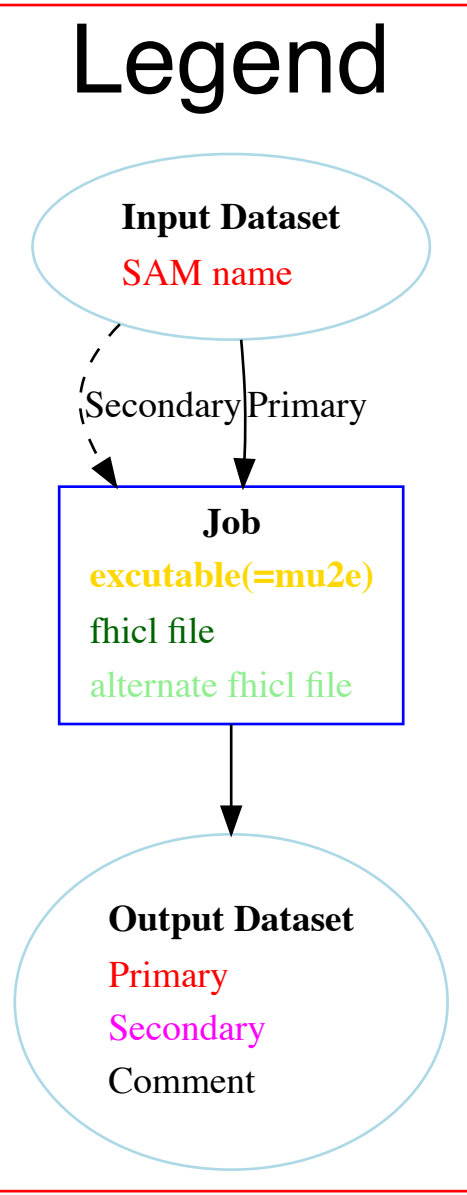 Legend
Input Dataset
SAM name
Secondary Primary
Job
excutable(=mu2e)
fhicl file
alternate fhicl file
Output Dataset
Primary
Secondary
Comment